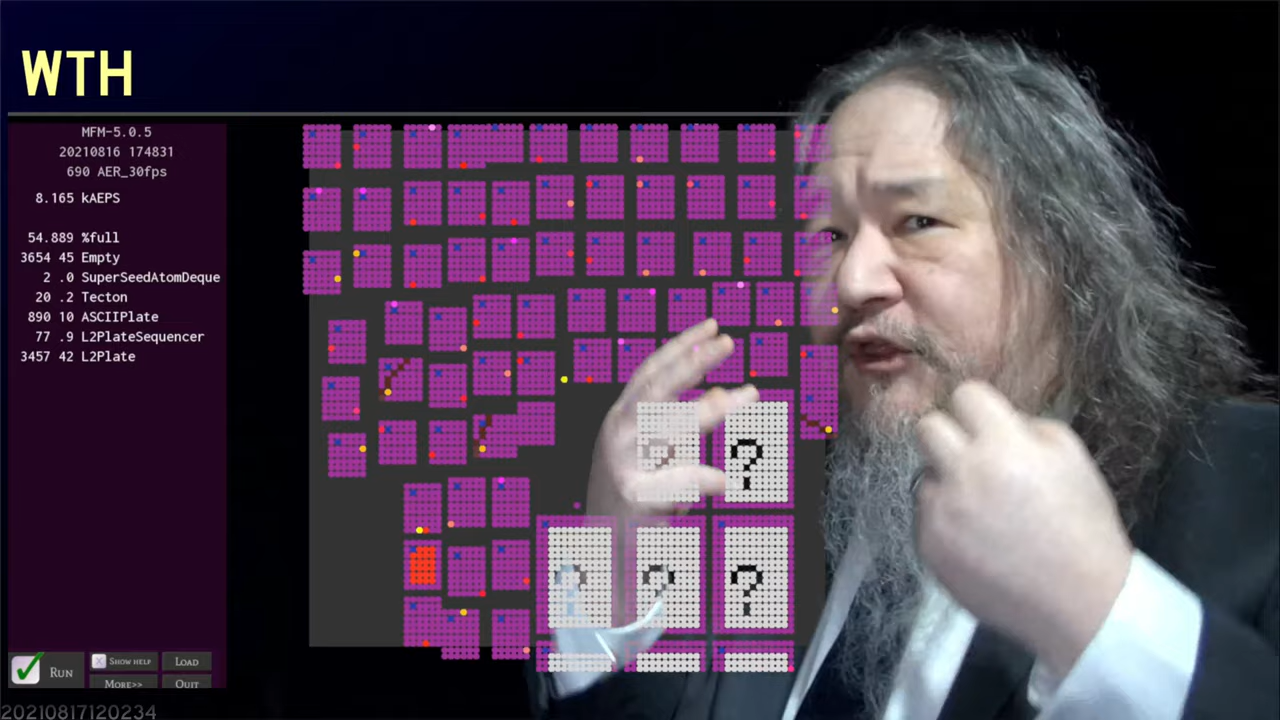 WTH
MFM-5.0.5
20210816 174831
690 AER_30fps
8.165 kAEPS
54.889 %full
3654 45 Empty
2 .0 SuperSeedAtomDeque
20 .2 Tecton
890 10 ASCIIPlate
77 .9 L2PlateSequencer
3457 42 L2Plate
? ?
? ? ?
RUN
SHOW HELP
LOAD
MORE>>
QUIT
20210817120234